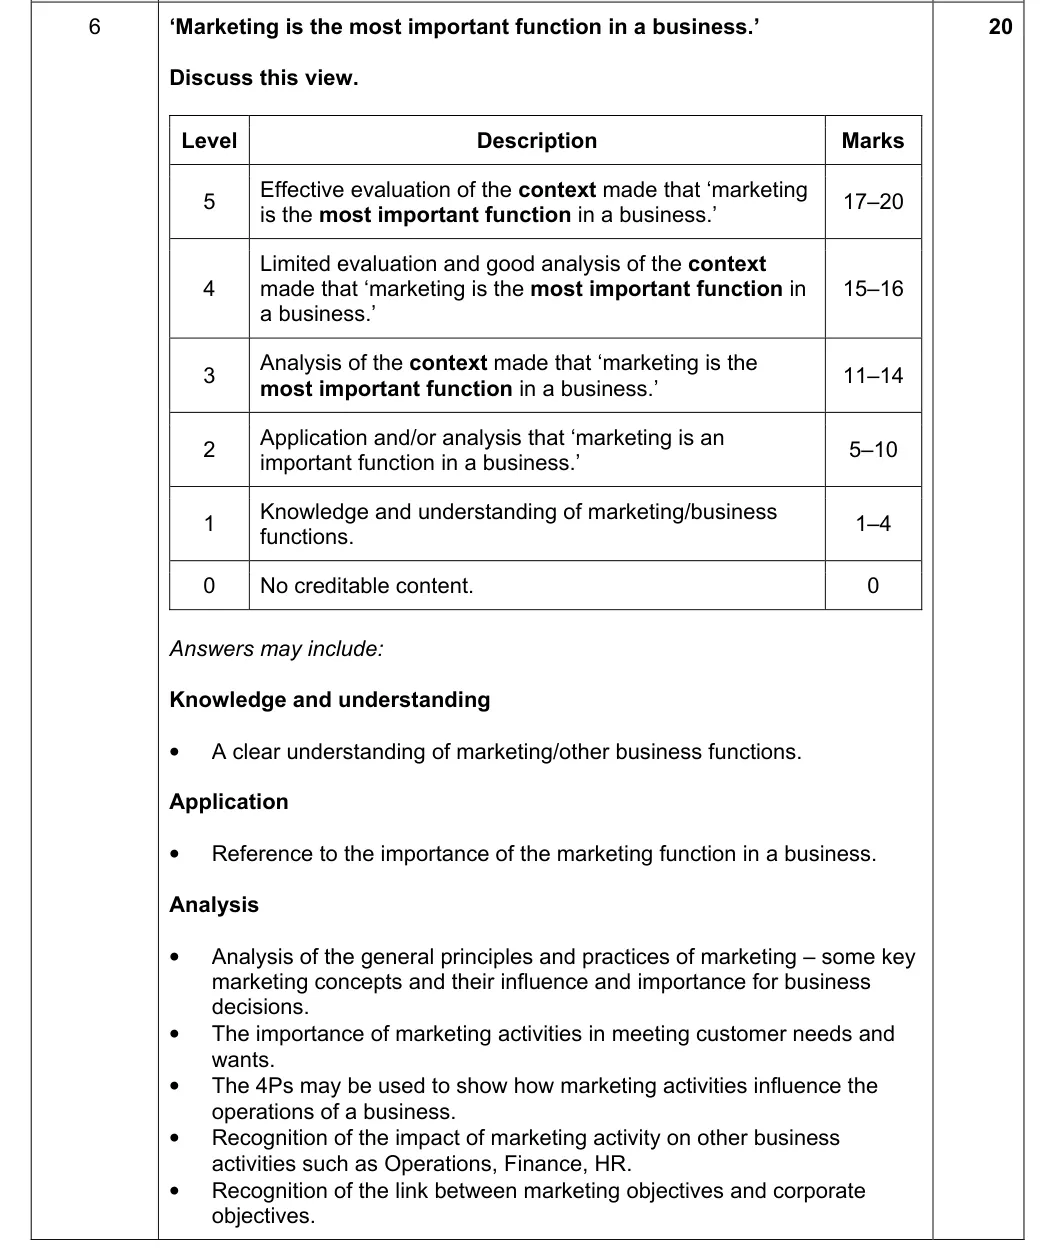 6 ‘Marketing is the most important function in a business.’ 20
Discuss this view.
Level Description Marks
5 Effective evaluation of the context made that ‘marketing is the most important function in a business.’ 17–20
4 Limited evaluation and good analysis of the context made that ‘marketing is the most important function in a business.’ 15–16
3 Analysis of the context made that ‘marketing is the most important function in a business.’ 11–14
2 Application and/or analysis that ‘marketing is an important function in a business.’ 5–10
1 Knowledge and understanding of marketing/business functions. 1–4
0 No creditable content. 0
Answers may include:
Knowledge and understanding
• A clear understanding of marketing/other business functions.
Application
• Reference to the importance of the marketing function in a business.
Analysis
• Analysis of the general principles and practices of marketing – some key
marketing concepts and their influence and importance for business
decisions.
• The importance of marketing activities in meeting customer needs and
wants.
• The 4Ps may be used to show how marketing activities influence the
operations of a business.
• Recognition of the impact of marketing activity on other business
activities such as Operations, Finance, HR.
• Recognition of the link between marketing objectives and corporate
objectives.